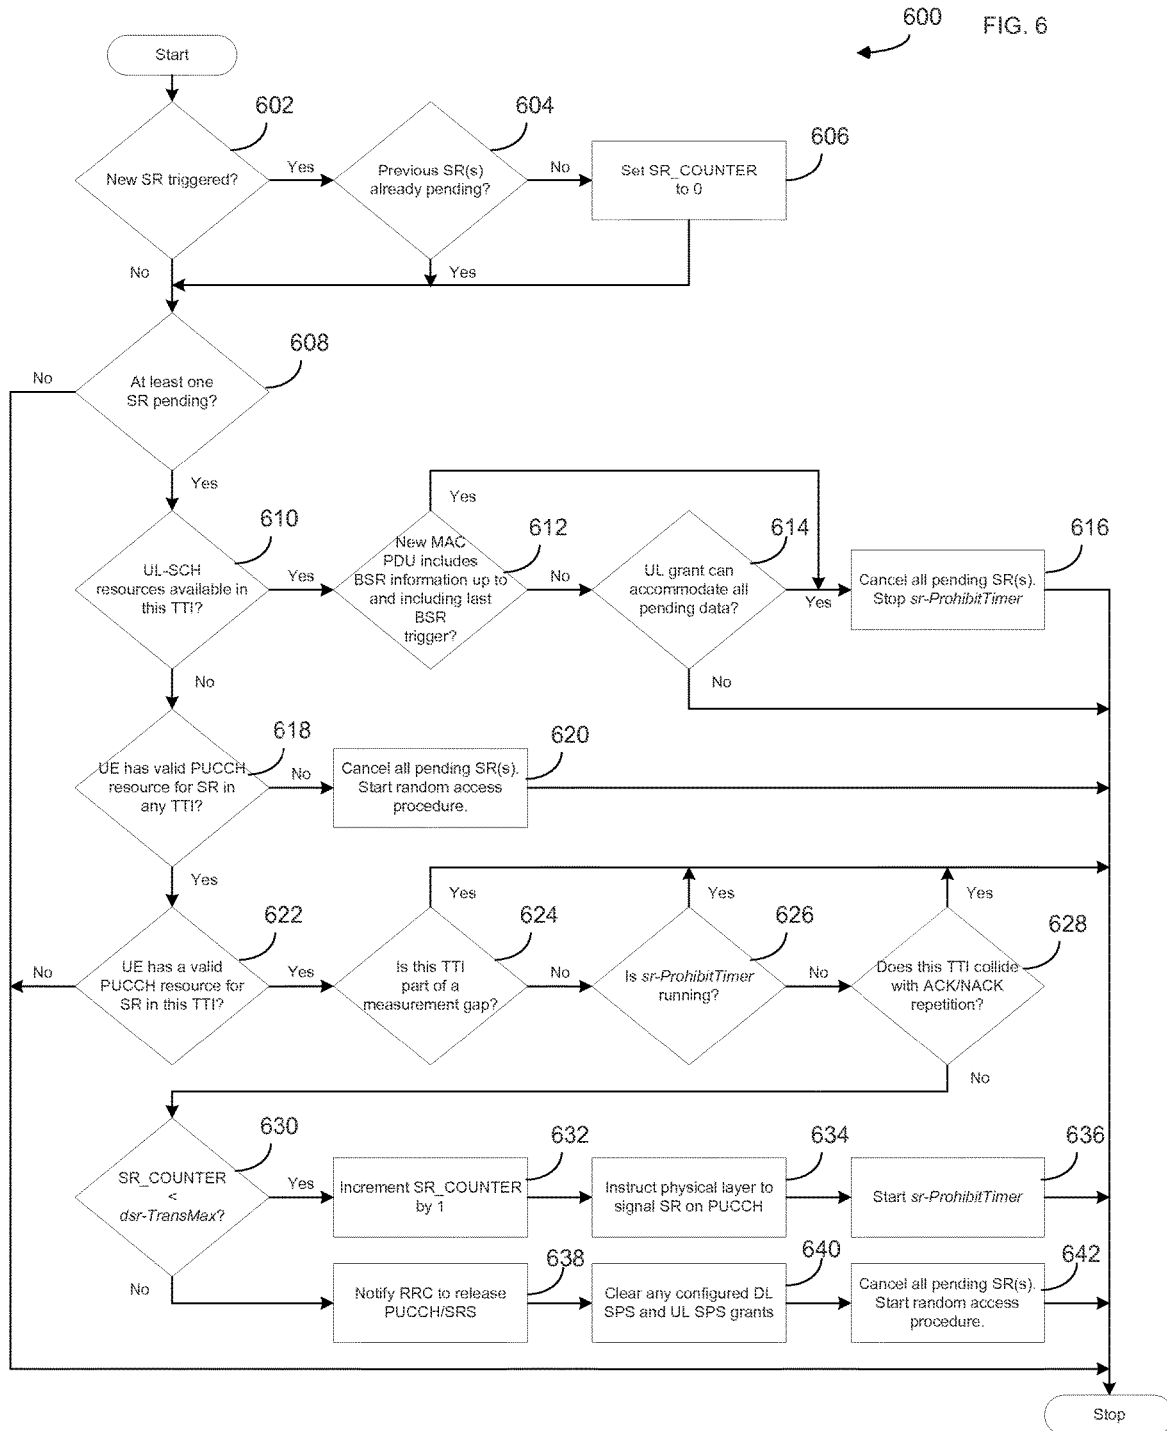 600
FIG. 6
Start
602
604
606
New SR triggered?
Yes
Previous SR(s)
already pending?
No
Set SR_COUNTER
to 0
No
Yes
608
No
At least one
SR pending?
Yes
Yes
610
612
614
616
UL-SCH
resources available in
this TTI?
Yes
New MAC
PDU includes
BSR information up to
and including last
BSR
trigger?
No
UL grant can
accommodate all
pending data?
Yes
Cancel all pending SR(s).
Stop sr-ProhibitTimer
No
No
618
620
UE has valid PUCCH
resource for SR in
any TTI?
No
Cancel all pending SR(s).
Start random access
procedure.
Yes
Yes
Yes
Yes
622
624
626
628
No
UE has a valid
PUCCH resource for
SR in this TTI?
Yes
Is this TTI
part of a
measurement gap?
No
Is sr-ProhibitTimer
running?
No
Does this TTI collide
with ACK/NACK
repetition?
No
630
632
634
636
SR_COUNTER
<
dsr-TransMax?
Yes
Increment SR_COUNTER
by 1
Instruct physical layer to
signal SR on PUCCH
Start sr-ProhibitTimer
638
640
642
No
Notify RRC to release
PUCCH/SRS
Clear any configured DL
SPS and UL SPS grants
Cancel all pending SR(s).
Start random access
procedure.
Stop